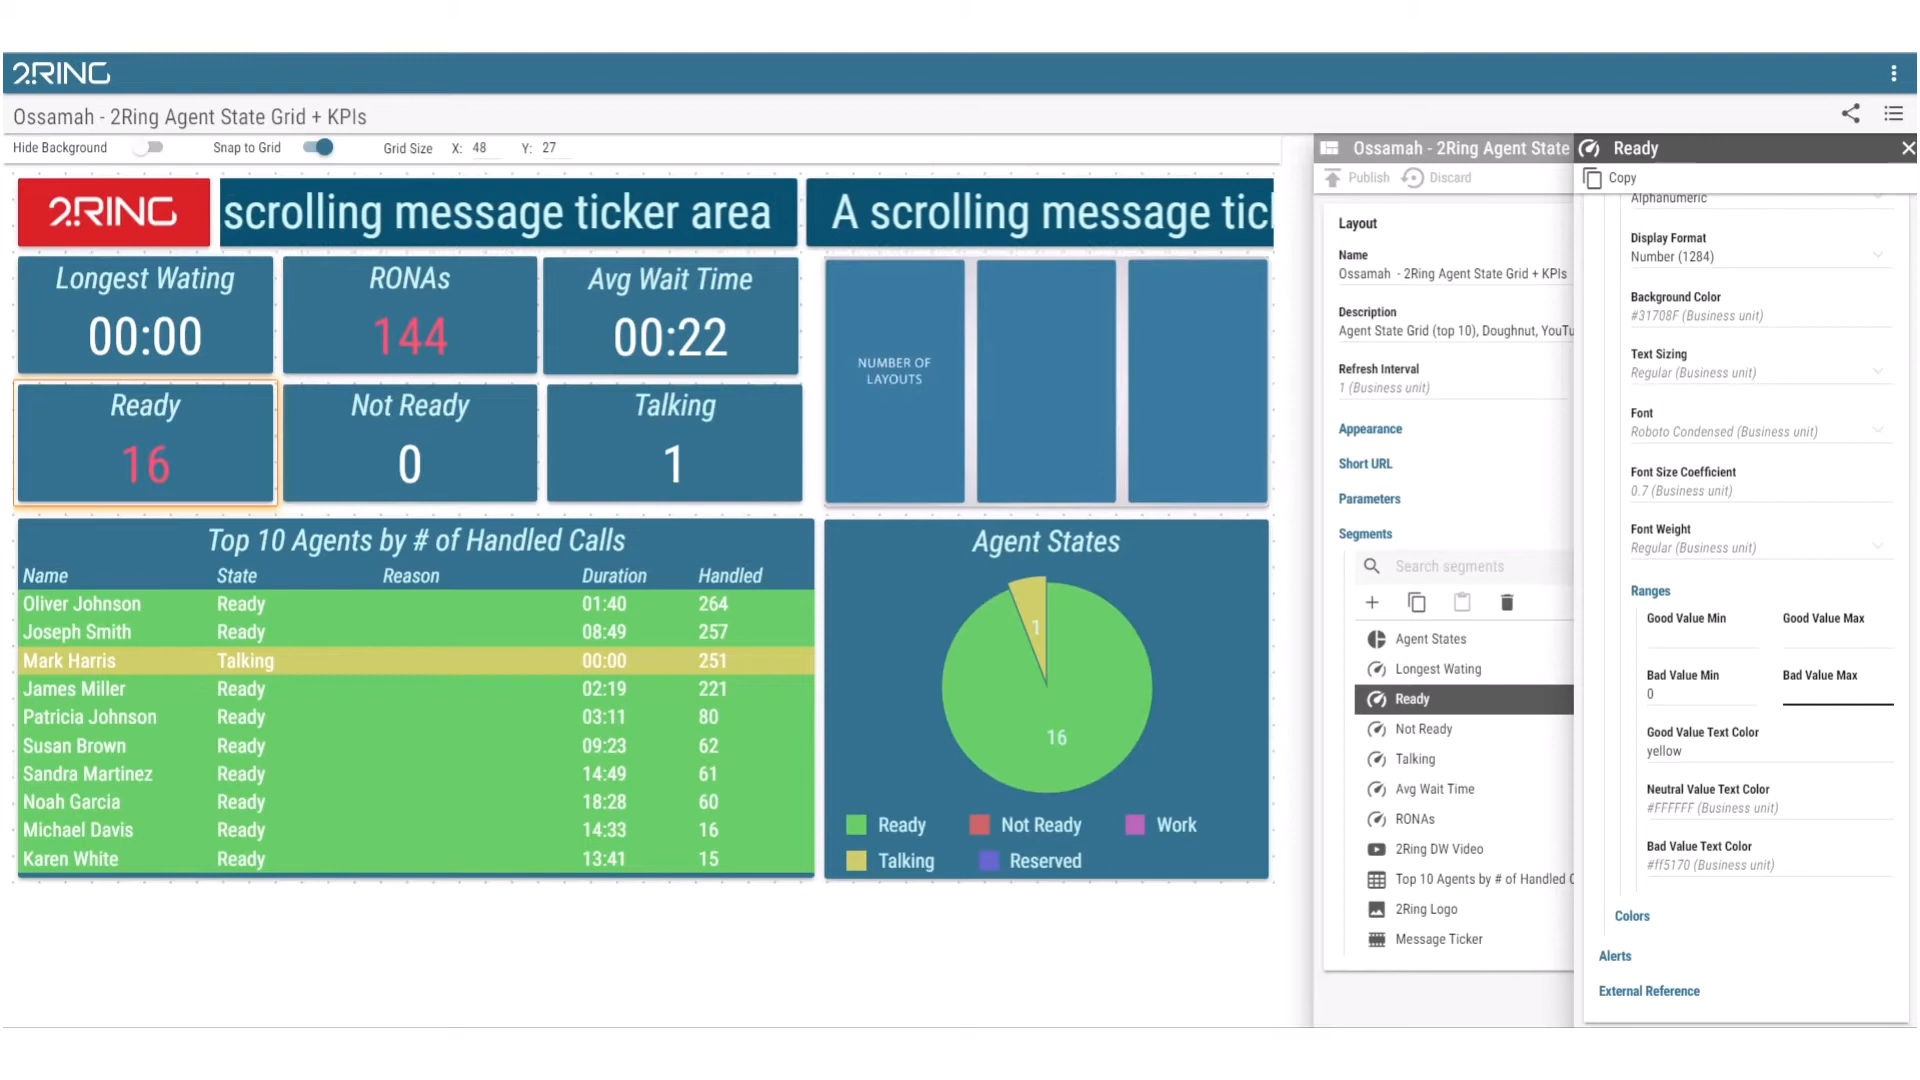 2RING
Ossamah - 2Ring Agent State Grid + KPIs
Hide Background
Snap to Grid
Grid Size X: 48 Y: 27
2RING
scrolling message ticker area
A scrolling message tic
Longest Wating
00:00
RONAs
144
Avg Wait Time
00:22
Ready
16
Not Ready
0
Talking
1
NUMBER OF
LAYOUTS
Top 10 Agents by # of Handled Calls
Name State Reason Duration Handled
Oliver Johnson Ready 01:40 264
Joseph Smith Ready 08:49 257
Mark Harris Talking 00:00 251
James Miller Ready 02:19 221
Patricia Johnson Ready 03:11 80
Susan Brown Ready 09:23 62
Sandra Martinez Ready 14:49 61
Noah Garcia Ready 18:28 60
Michael Davis Ready 14:33 16
Karen White Ready 13:41 15
Agent States
1
16
Ready Not Ready Work
Talking Reserved
Ossamah - 2Ring Agent State
Publish Discard
Layout
Name
Ossamah - 2Ring Agent State Grid + KPIs
Description
Agent State Grid (top 10), Doughnut, YouTu
Refresh Interval
1 (Business unit)
Appearance
Short URL
Parameters
Segments
Search segments
Agent States
Longest Wating
Ready
Not Ready
Talking
Avg Wait Time
RONAs
2Ring DW Video
Top 10 Agents by # of Handled C
2Ring Logo
Message Ticker
Ready
Copy
Alphanumeric
Display Format
Number (1284)
Background Color
#31708F (Business unit)
Text Sizing
Regular (Business unit)
Font
Roboto Condensed (Business unit)
Font Size Coefficient
0.7 (Business unit)
Font Weight
Regular (Business unit)
Ranges
Good Value Min Good Value Max
Bad Value Min Bad Value Max
0
Good Value Text Color
yellow
Neutral Value Text Color
#FFFFFF (Business unit)
Bad Value Text Color
#ff5170 (Business unit)
Colors
Alerts
External Reference